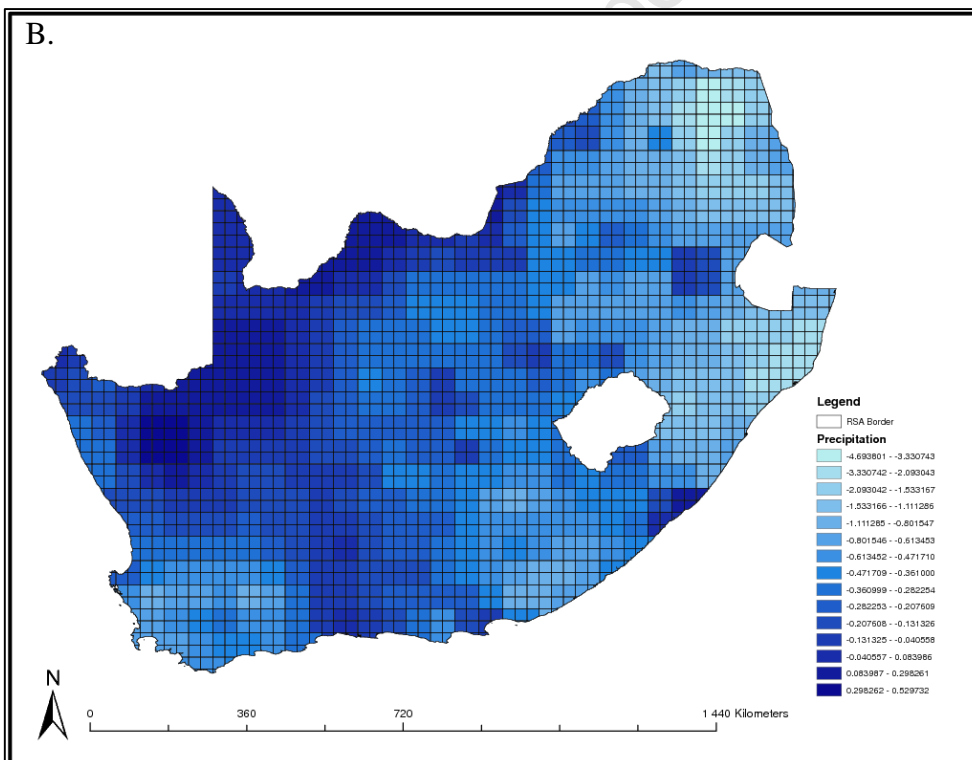 B.
Legend
RSA Border
Precipitation
-4.693801 - -3.330743
-3.330742 - -2.093043
-2.093042 - -1.533167
-1.533166 - -1.111286
-1.111285 - -0.801547
-0.801546 - -0.613453
-0.613452 - -0.471710
-0.471709 - -0.361000
-0.360999 - -0.282254
-0.282253 - -0.207609
-0.207608 - -0.131326
-0.131325 - -0.040558
-0.040557 - 0.083986
0.083987 - 0.298261
0.298262 - 0.529732
N
0 360 720 1 440 Kilometers